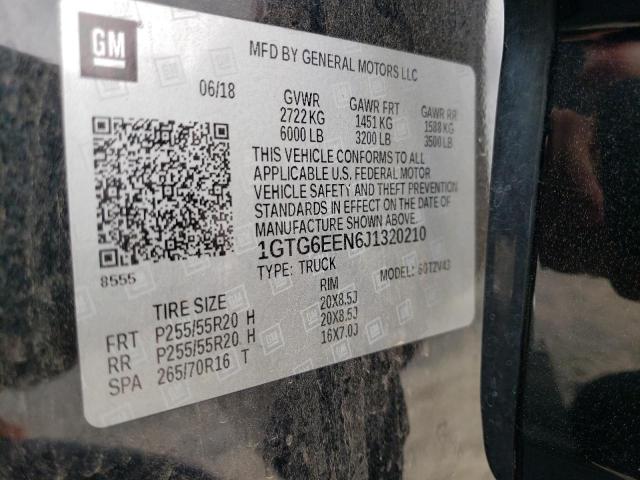 GM
MFD BY GENERAL MOTORS LLC
06/18 GVWR GAWR FRT GAWR RR
2722 KG 1451 KG 1588 KG
6000 LB 3200 LB 3500 LB
THIS VEHICLE CONFORMS TO ALL
APPLICABLE U.S. FEDERAL MOTOR
VEHICLE SAFETY AND THEFT PREVENTION
STANDARDS IN EFFECT ON THE DATE OF
MANUFACTURE SHOWN ABOVE.
1GTG6EEN6J1320210
8555 TYPE: TRUCK MODEL: 6GT2V43
TIRE SIZE RIM
FRT P255/55R20 H 20X8.5J
RR P255/55R20 H 20X8.5J
SPA 265/70R16 T 16X7.0J